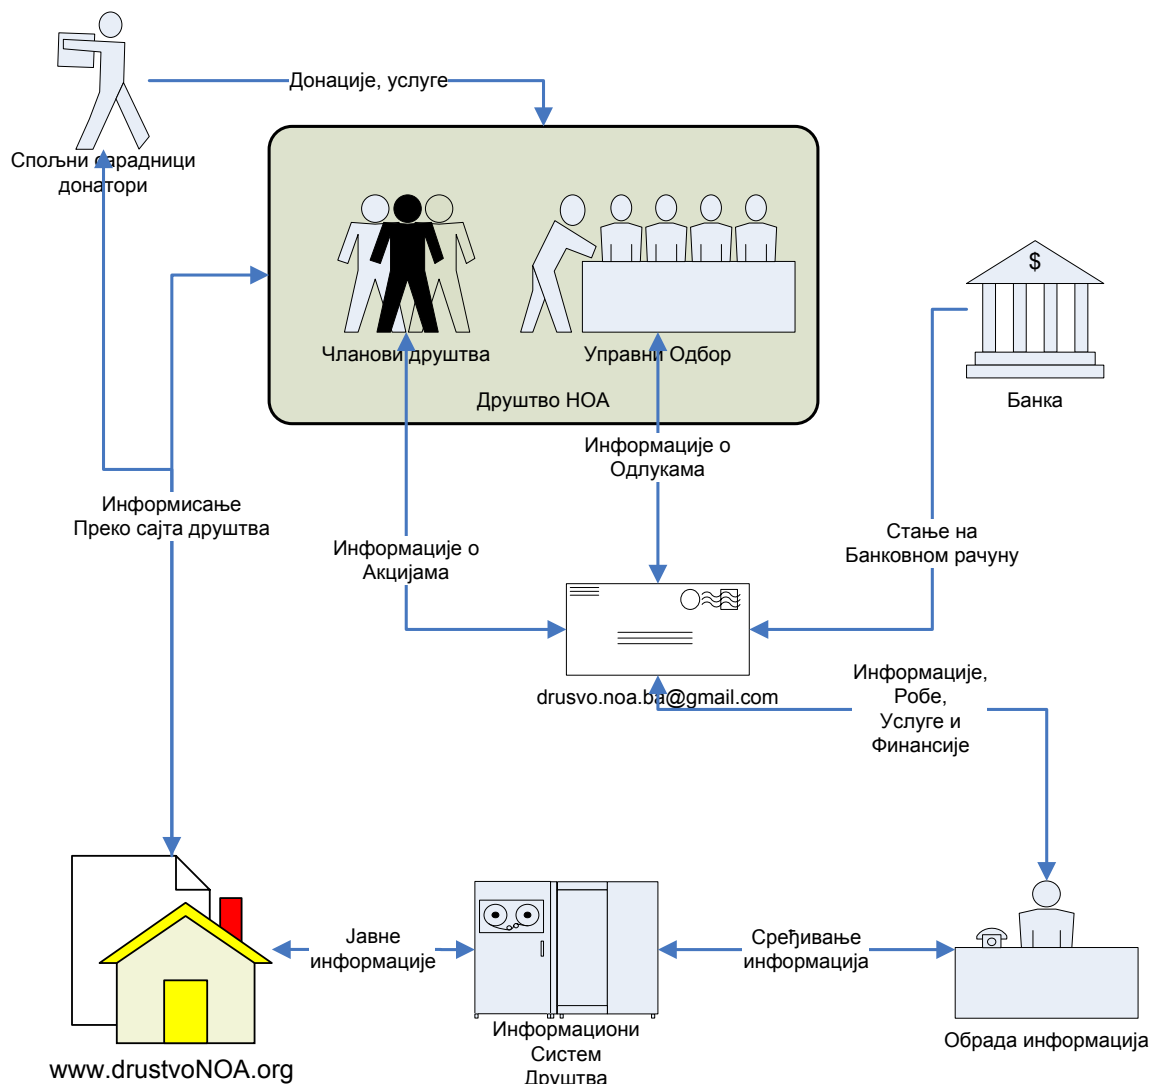 Донације, услуге
Спољни сарадници
донатори
$
Чланови друштва
Управни Одбор
Банка
Друштво НОА
Информације о
Одлукама
Информисање
Преко сајта друштва
Информације о
Акцијама
Стање на
Банковном рачуну
Информације,
Робе,
Услуге и
Финансије
drusvo.noa.ba@gmail.com
Јавне
информације
Сређивање
информација
Информациони
Систем
Друштва
Обрада информација
www.drustvoNOA.org